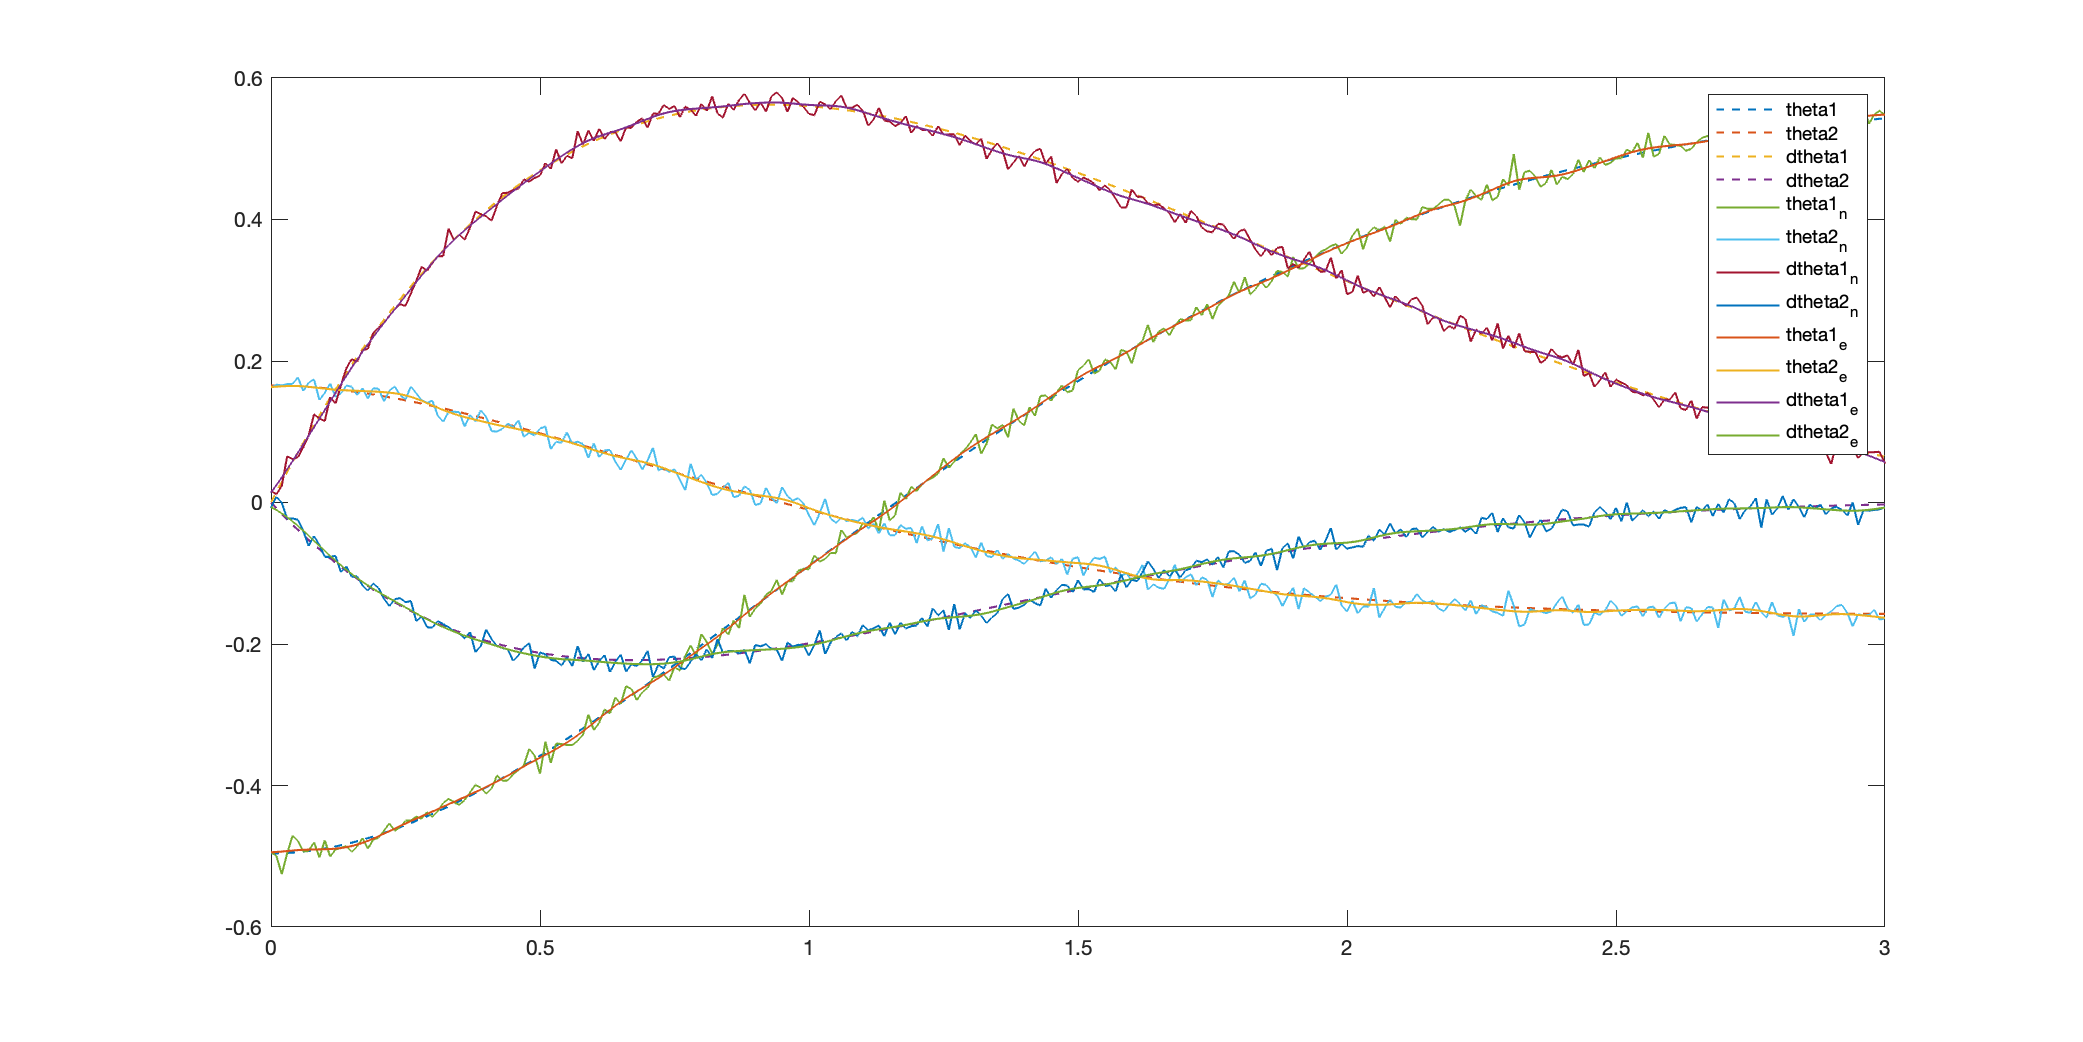 0.6
0.4
0.2
0
-0.2
-0.4
-0.6
0
0.5
1
1.5
2
2.5
3
theta1
theta2
dtheta1
dtheta2
theta1n
theta2n
dtheta1n
dtheta2n
theta1e
theta2e
dtheta1e
dtheta2e